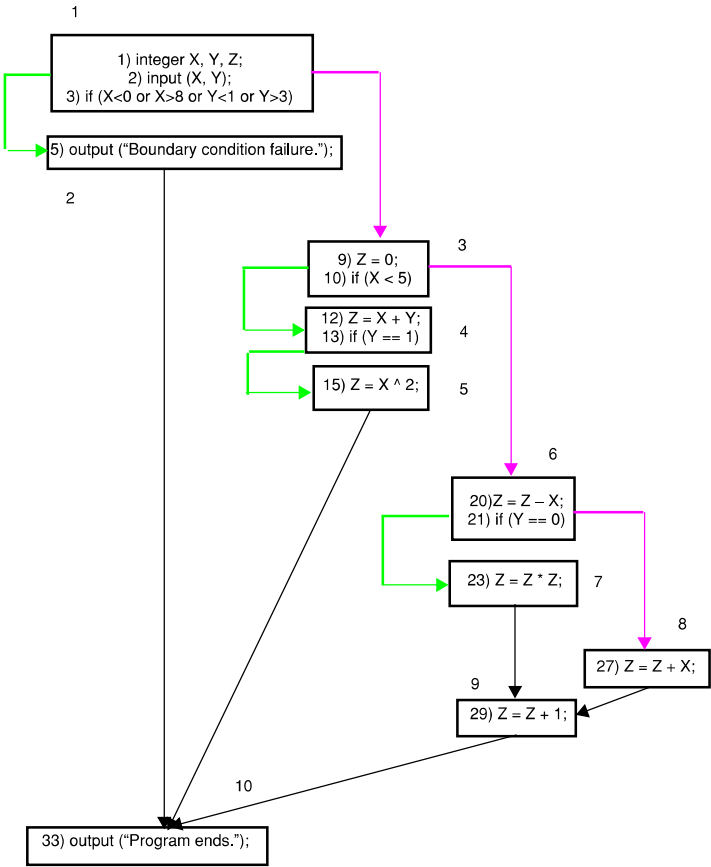 1
1) integer X, Y, Z;
2) input (X, Y);
3) if (X<0 or X>8 or Y<1 or Y>3)
5) output (“Boundary condition failure.”);
2
3
9) Z = 0;
10) if (X < 5)
12) Z = X + Y;
13) if (Y == 1)
4
15) Z = X ^ 2;
5
6
20)Z = Z – X;
21) if (Y == 0)
23) Z = Z * Z;
7
8
27) Z = Z + X;
9
29) Z = Z + 1;
10
33) output (“Program ends.”);